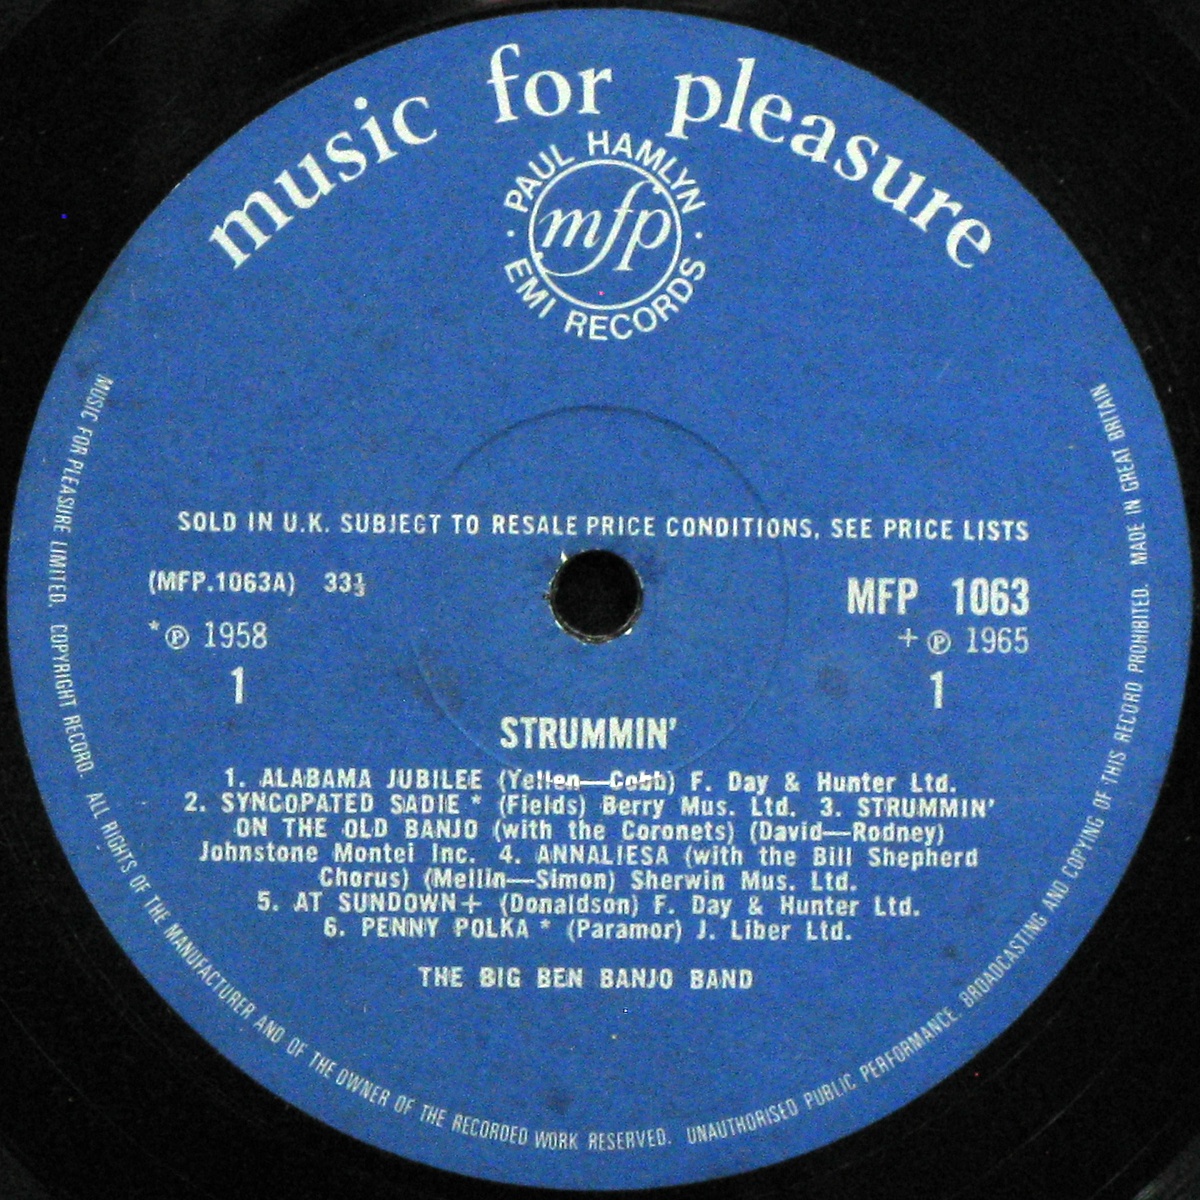 music for pleasure
PAUL HAMLYN
mfp
EMI RECORDS
SOLD IN U.K. SUBJECT TO RESALE PRICE CONDITIONS, SEE PRICE LISTS
(MFP.1063A) 33⅓
MFP 1063
*℗ 1958
+℗ 1965
1
1
STRUMMIN'
1. ALABAMA JUBILEE (Yellen—Cobb) F. Day & Hunter Ltd.
2. SYNCOPATED SADIE * (Fields) Berry Mus. Ltd. 3. STRUMMIN'
ON THE OLD BANJO (with the Coronets) (David—Rodney)
Johnstone Montei Inc. 4. ANNALIESA (with the Bill Shepherd
Chorus) (Mellin—Simon) Sherwin Mus. Ltd.
5. AT SUNDOWN+ (Donaldson) F. Day & Hunter Ltd.
6. PENNY POLKA * (Paramor) J. Liber Ltd.
THE BIG BEN BANJO BAND
MUSIC FOR PLEASURE LIMITED. COPYRIGHT RECORD. ALL RIGHTS OF THE MANUFACTURER AND OF THE OWNER OF THE RECORDED WORK RESERVED. UNAUTHORISED PUBLIC PERFORMANCE, BROADCASTING AND COPYING OF THIS RECORD PROHIBITED. MADE IN GREAT BRITAIN